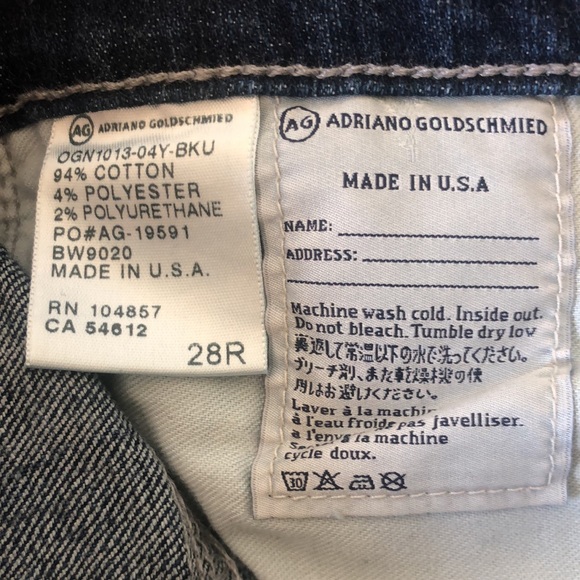 AG ADRIANO GOLDSCHMIED
OGN1013-04Y-BKU
94% COTTON
4% POLYESTER
2% POLYURETHANE
PO#AG-19591
BW9020
MADE IN U.S.A.
RN 104857
CA 54612
28R
AG ADRIANO GOLDSCHMIED
MADE IN U.S.A
NAME:
ADDRESS:
Machine wash cold. Inside out.
Do not bleach. Tumble dry low
裏返して常温以下の水で洗ってください。
ブリーチ剤、また乾燥機の使
用はお避けください。
Laver à la machin
à l'eau froide pas javelliser.
a l'envs la machine
cycle doux.
30